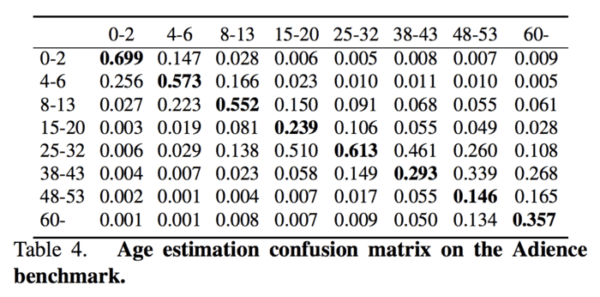 0-2 4-6 8-13 15-20 25-32 38-43 48-53 60-
0-2 0.699 0.147 0.028 0.006 0.005 0.008 0.007 0.009
4-6 0.256 0.573 0.166 0.023 0.010 0.011 0.010 0.005
8-13 0.027 0.223 0.552 0.150 0.091 0.068 0.055 0.061
15-20 0.003 0.019 0.081 0.239 0.106 0.055 0.049 0.028
25-32 0.006 0.029 0.138 0.510 0.613 0.461 0.260 0.108
38-43 0.004 0.007 0.023 0.058 0.149 0.293 0.339 0.268
48-53 0.002 0.001 0.004 0.007 0.017 0.055 0.146 0.165
60- 0.001 0.001 0.008 0.007 0.009 0.050 0.134 0.357
Table 4. Age estimation confusion matrix on the Adience
benchmark.